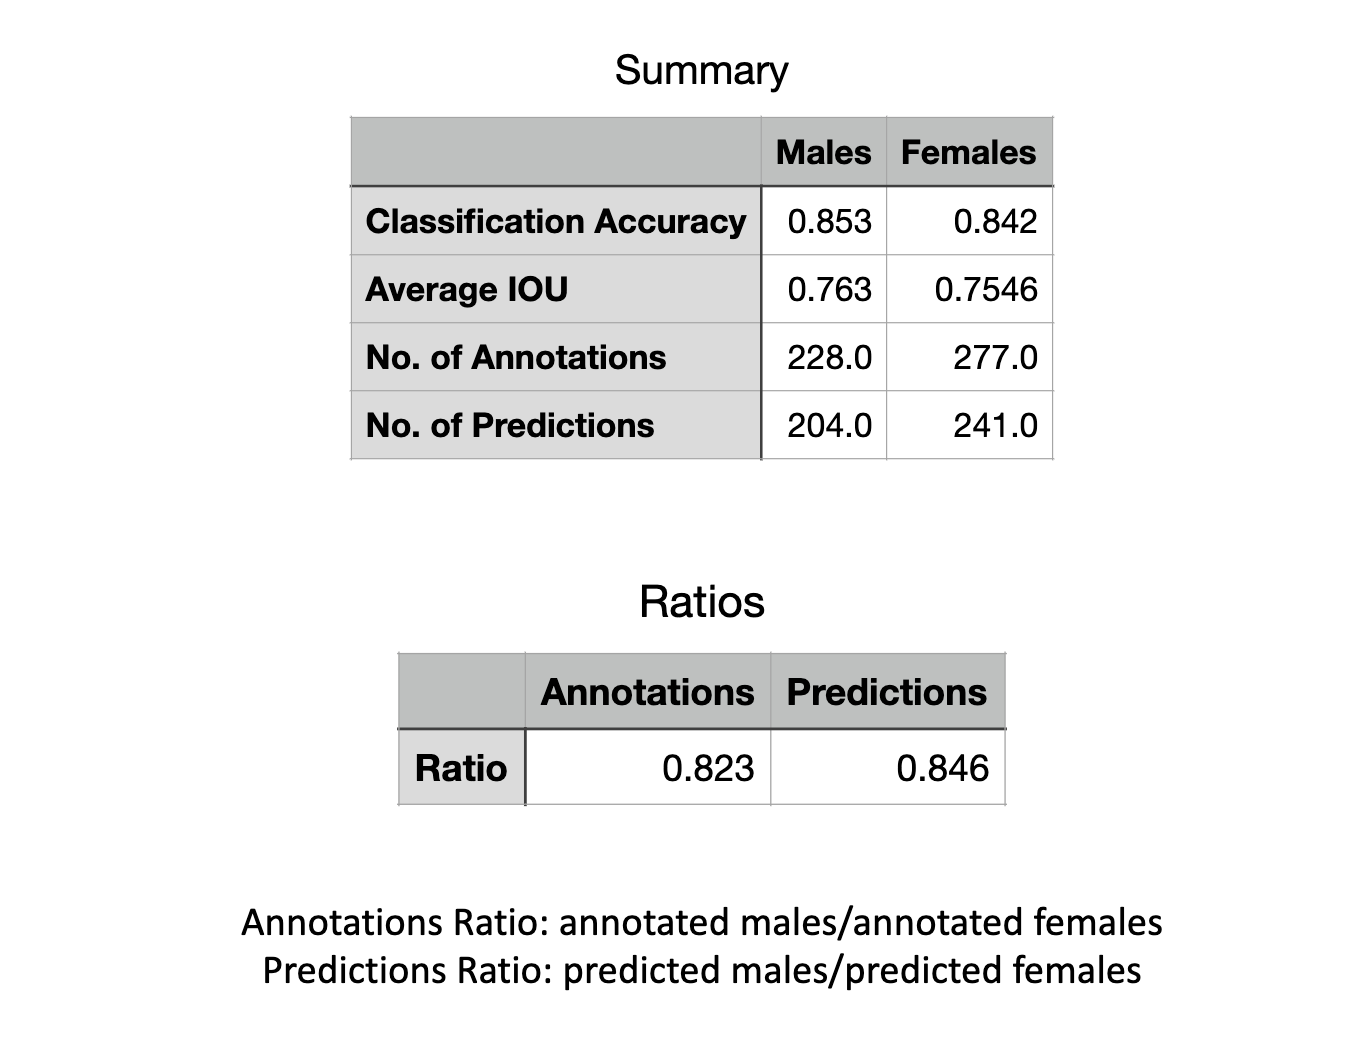 Summary
Males Females
Classification Accuracy 0.853 0.842
Average IOU 0.763 0.7546
No. of Annotations 228.0 277.0
No. of Predictions 204.0 241.0
Ratios
Annotations Predictions
Ratio 0.823 0.846
Annotations Ratio: annotated males/annotated females
Predictions Ratio: predicted males/predicted females